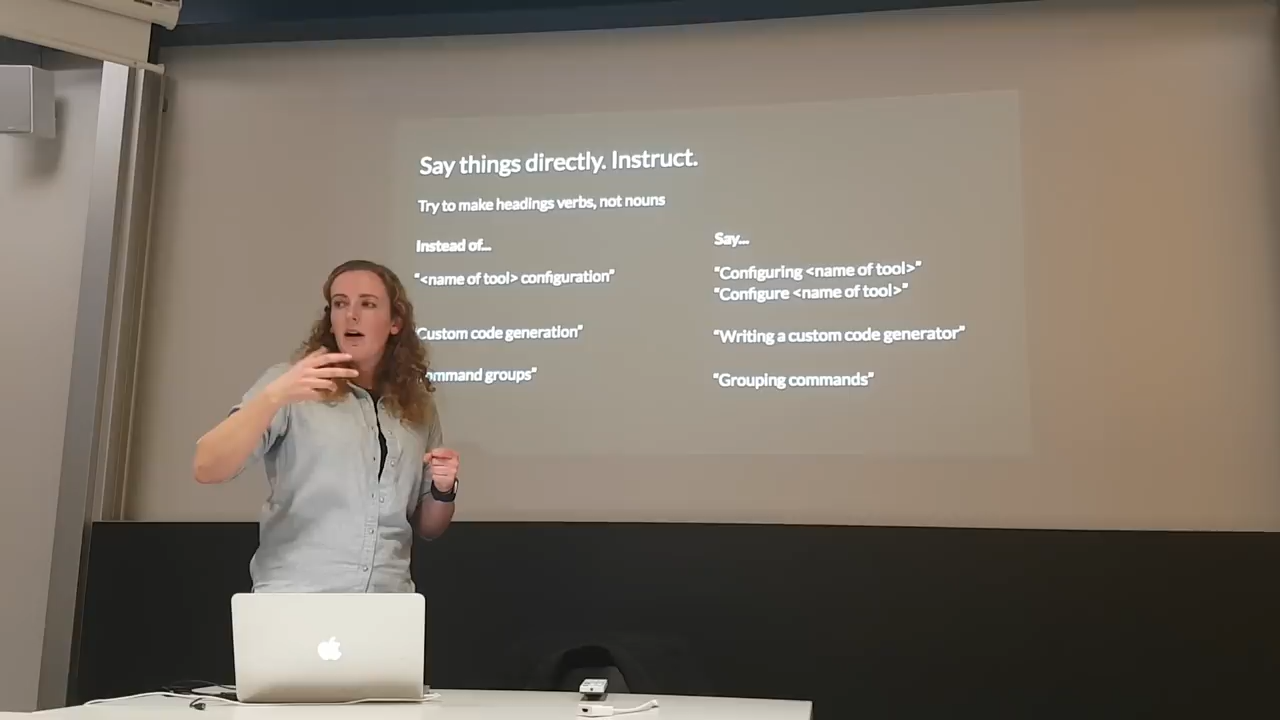 Say things directly. Instruct.
Try to make headings verbs, not nouns
Instead of...
Say...
"<name of tool> configuration"
"Configuring <name of tool>"
"Configure <name of tool>"
Custom code generation"
"Writing a custom code generator"
groups"
"Grouping commands"